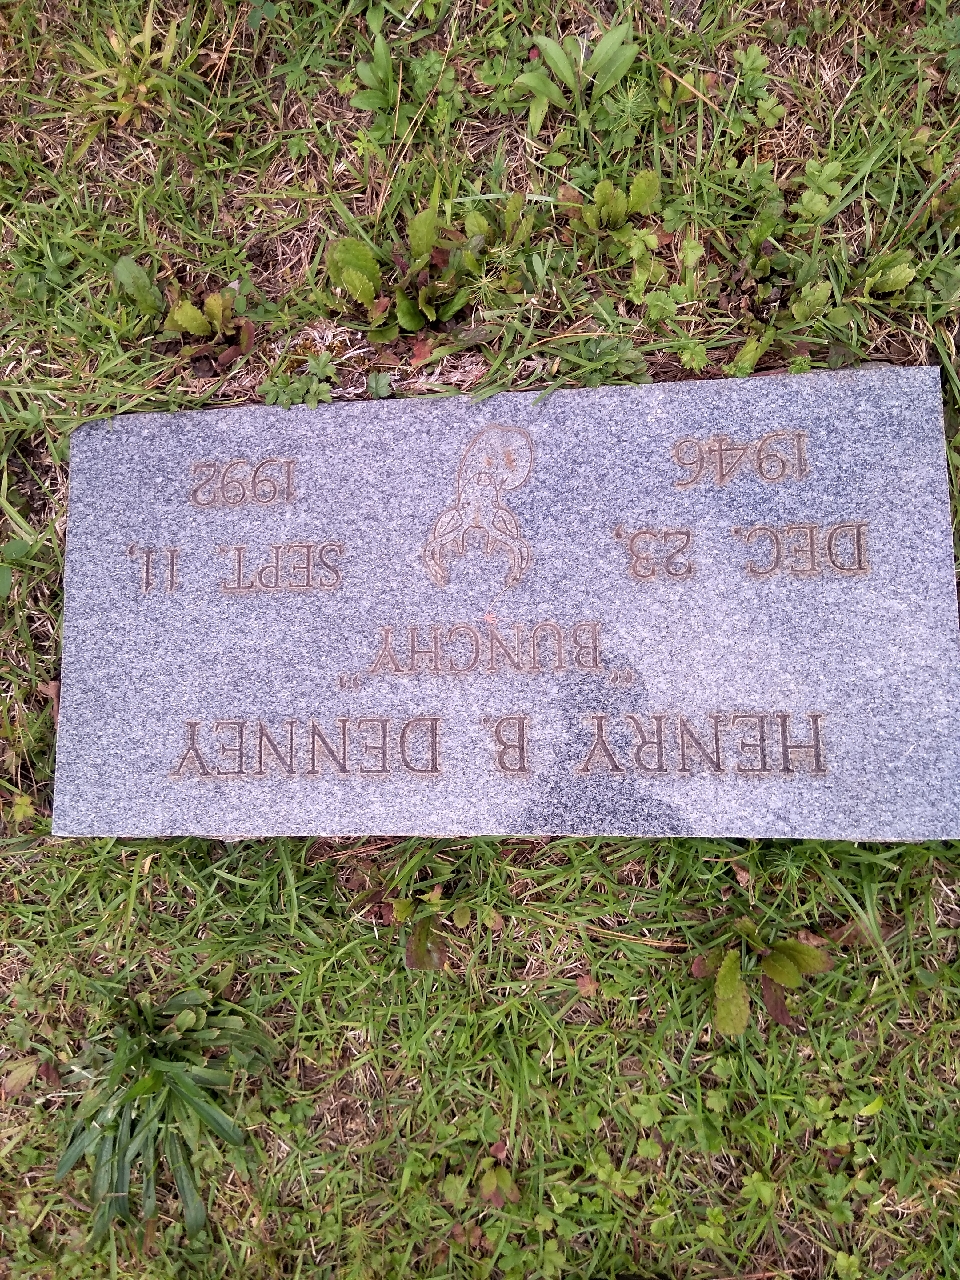 HENRY B. DENNEY
"BUNCHY"
DEC. 23, SEPT. 11,
1946 1992